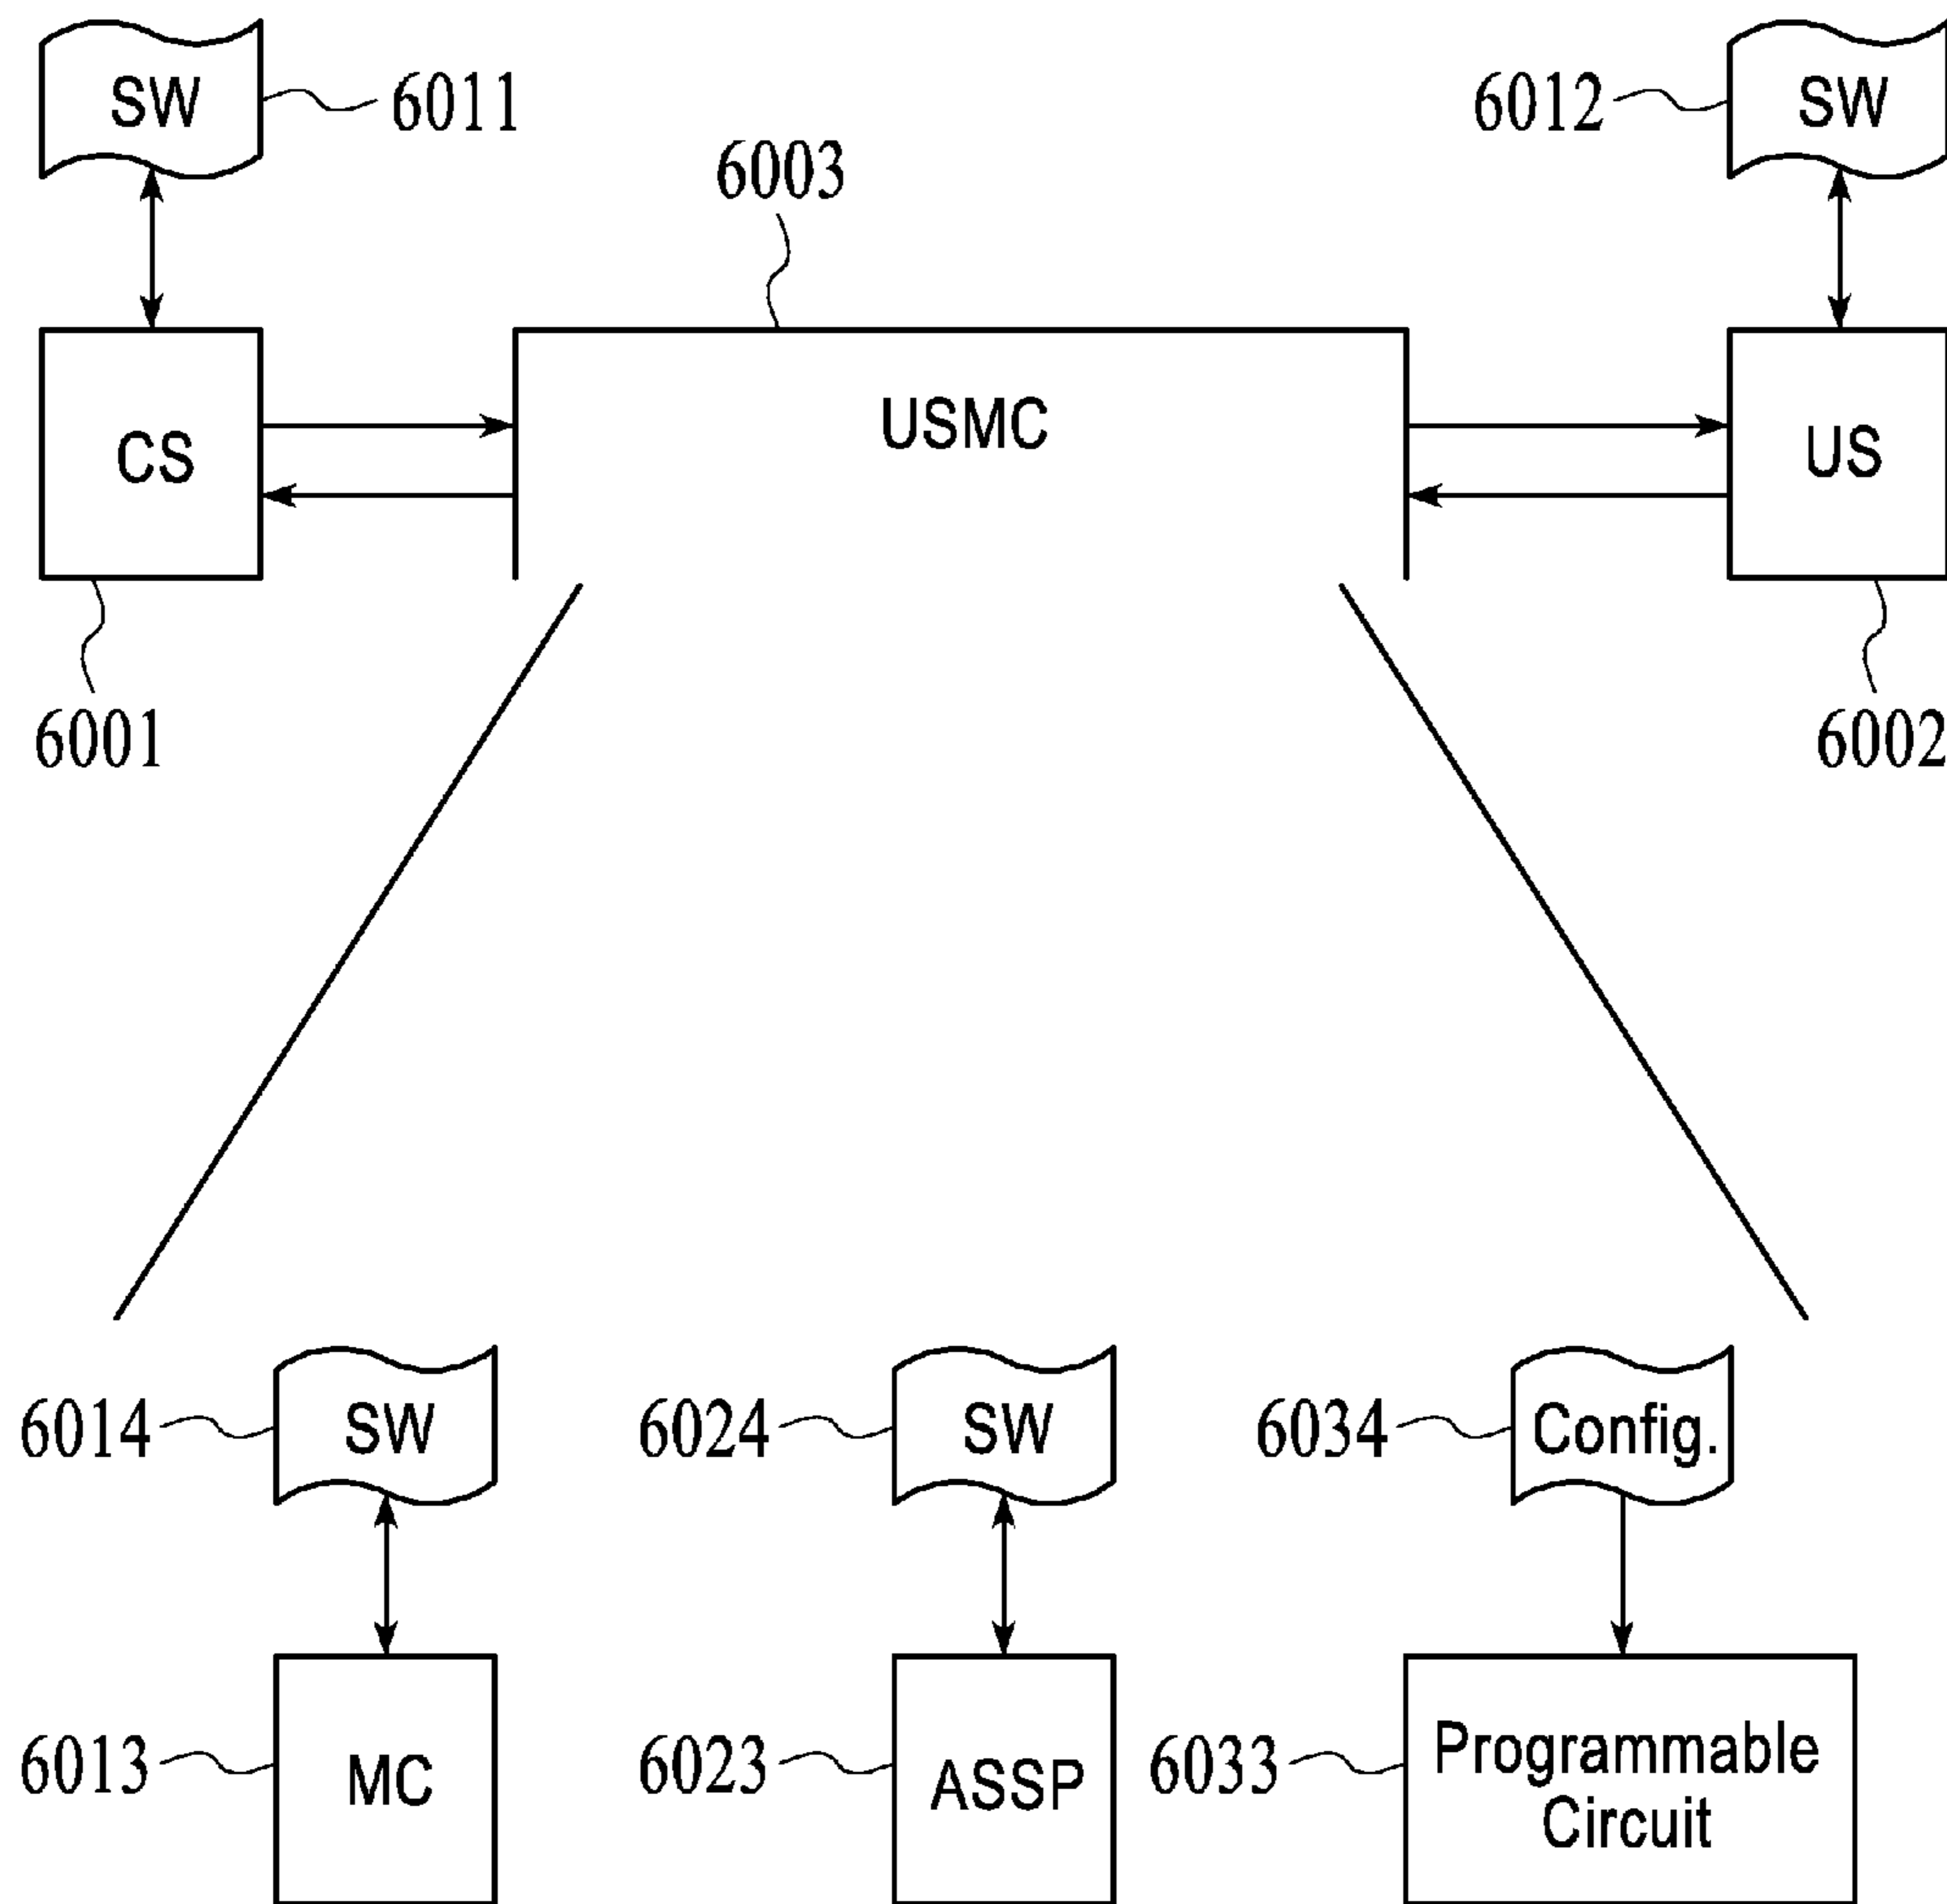 SW
6011
6012
SW
6003
CS
USMC
US
6001
6002
6014
SW
6024
SW
6034
Config.
6013
MC
6023
ASSP
6033
Programmable
Circuit